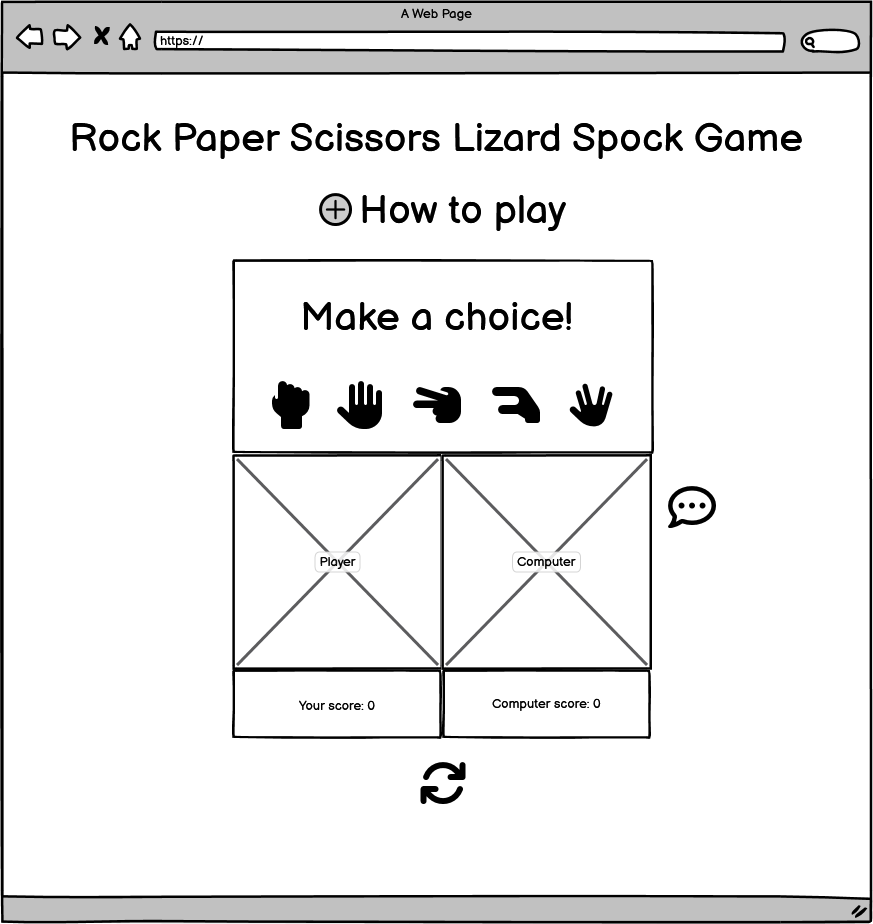 A Web Page
https://
Rock Paper Scissors Lizard Spock Game
How to play
Make a choice!
Player
Computer
Your score: 0
Computer score: 0